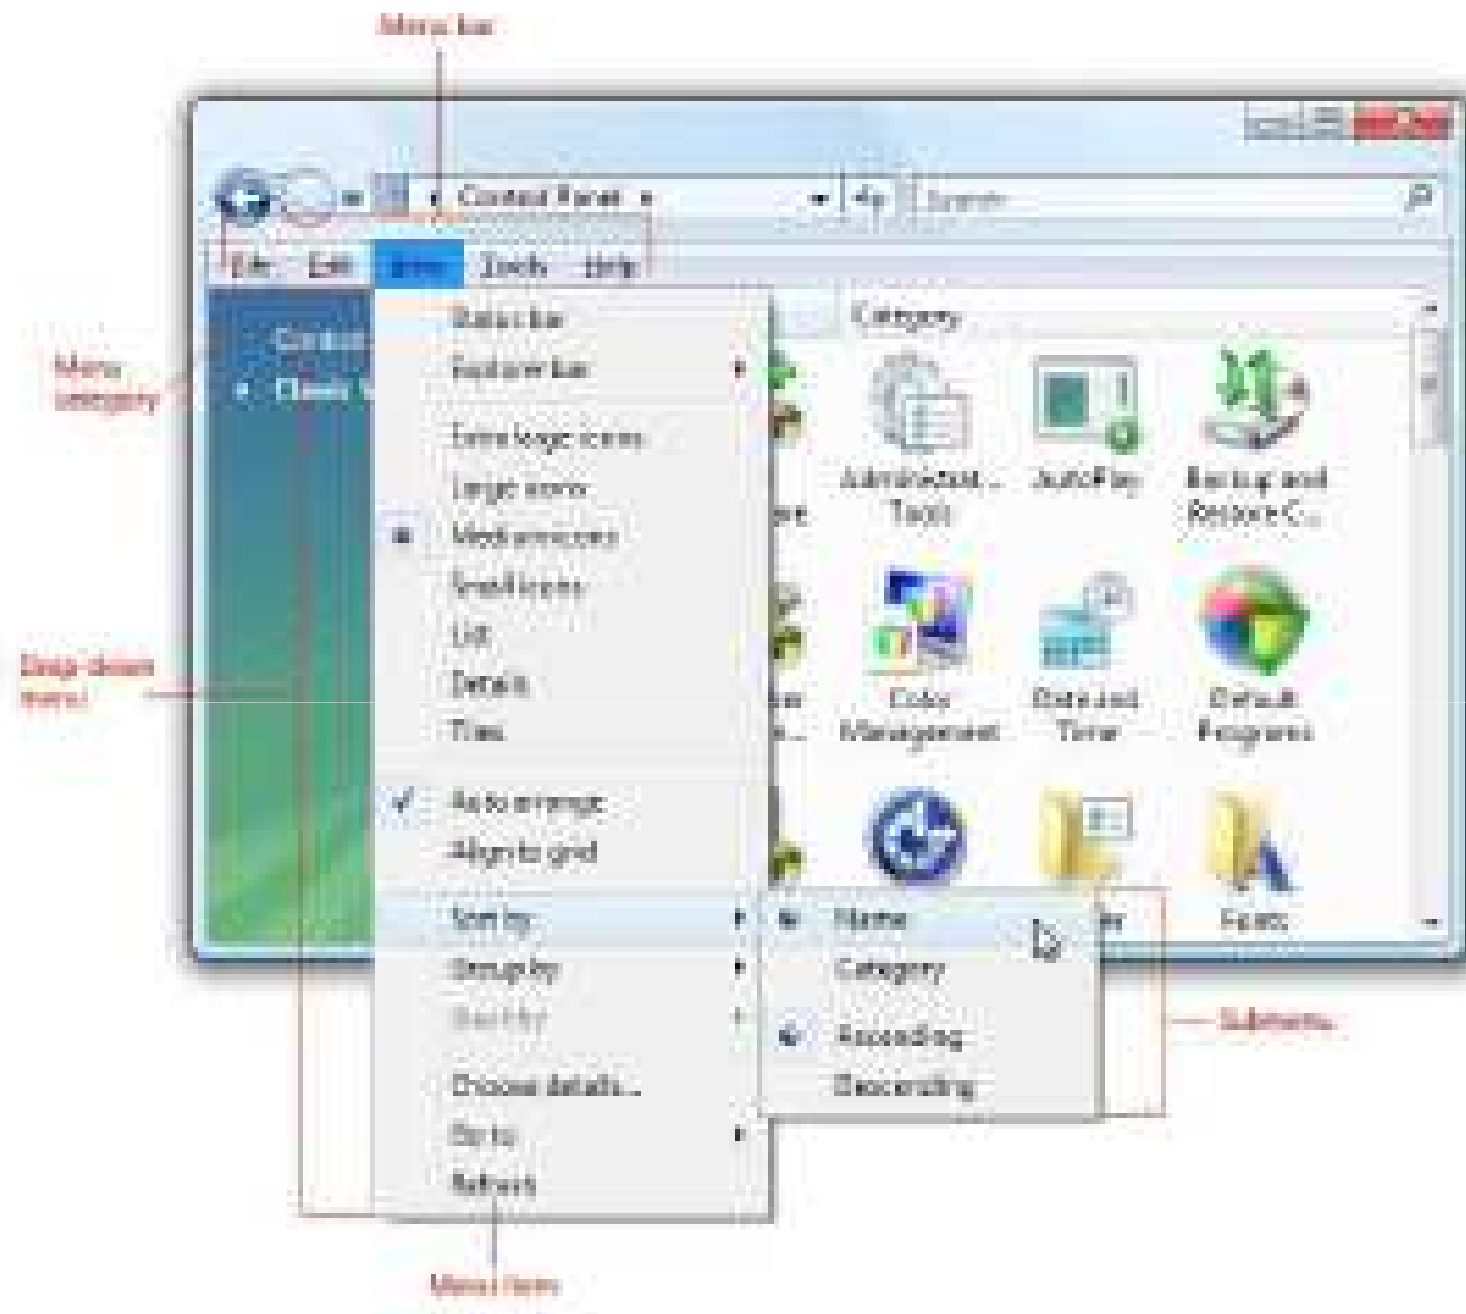 Menu bar
Control Panel
Search
File Edit View Tools Help
Status bar
Explorer bar
Extra large icons
Large icons
Medium icons
Small icons
List
Details
Tiles
Auto arrange
Align to grid
Sort by
Group by
Choose details...
Go to
Refresh
Menu
category
Drop-down
menu
Category
Administrat...
Tools
AutoPlay
Backup and
Restore C...
Color
Management
Date and
Time
Default
Programs
Fonts
Name
Category
Ascending
Descending
Submenu
Menu item